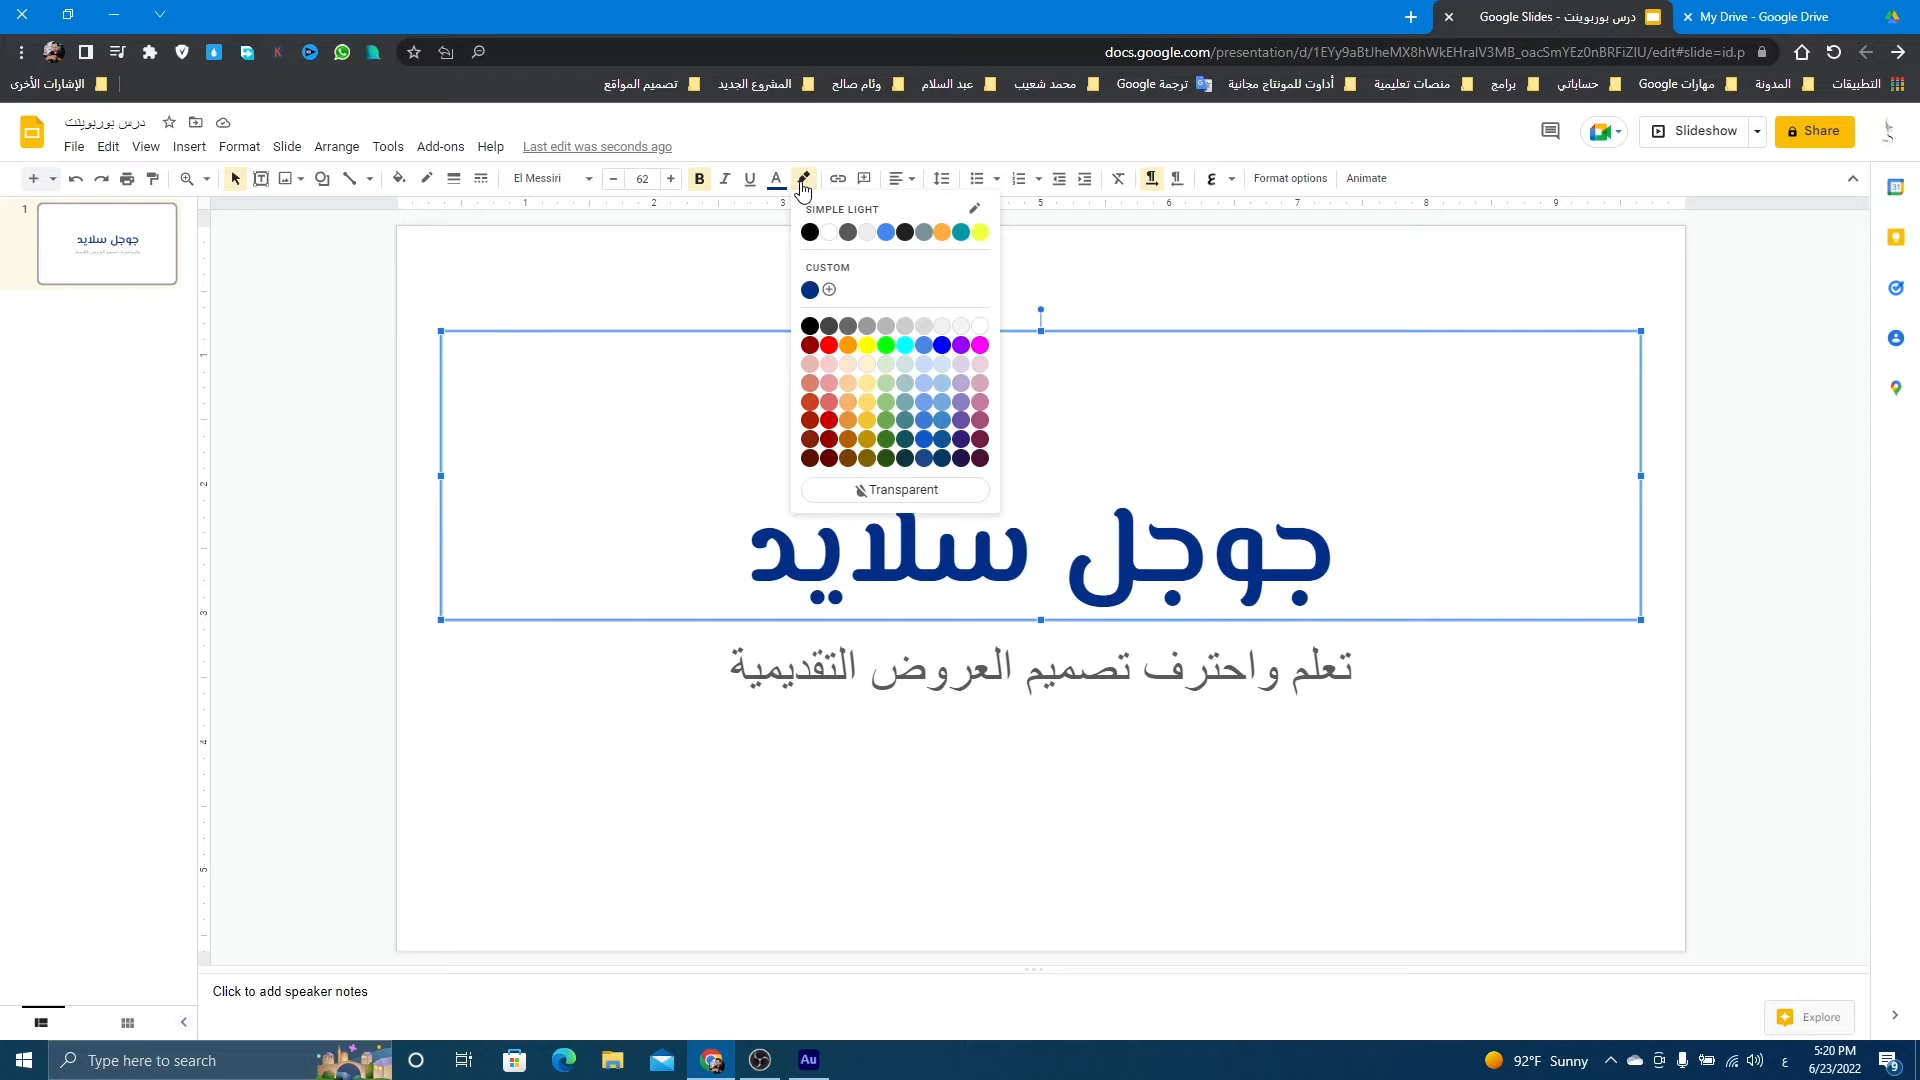 درس بوربوينت - Google Slides
My Drive - Google Drive
docs.google.com/presentation/d/1EYy9aBtJheMX8hWkEHralV3MB_oacSmYEz0nBRFiZIU/edit#slide=id.p
التطبيقات
المدونة
مهارات Google
حساباتي
برامج
منصات تعليمية
أداوت للمونتاج مجانية
ترجمة Google
محمد شعيب
عبد السلام
وئام صالح
المشروع الجديد
تصميم المواقع
الإشارات الأخرى
درس بوربوينت
File Edit View Insert Format Slide Arrange Tools Add-ons Help Last edit was seconds ago
Slideshow
Share
El Messiri
62
Format options
Animate
SIMPLE LIGHT
CUSTOM
Transparent
1
جوجل سلايد
جوجل سلايد
تعلم واحترف تصميم العروض التقديمية
Click to add speaker notes
Explore
Type here to search
Au
92°F Sunny
ع
5:20 PM
6/23/2022
9